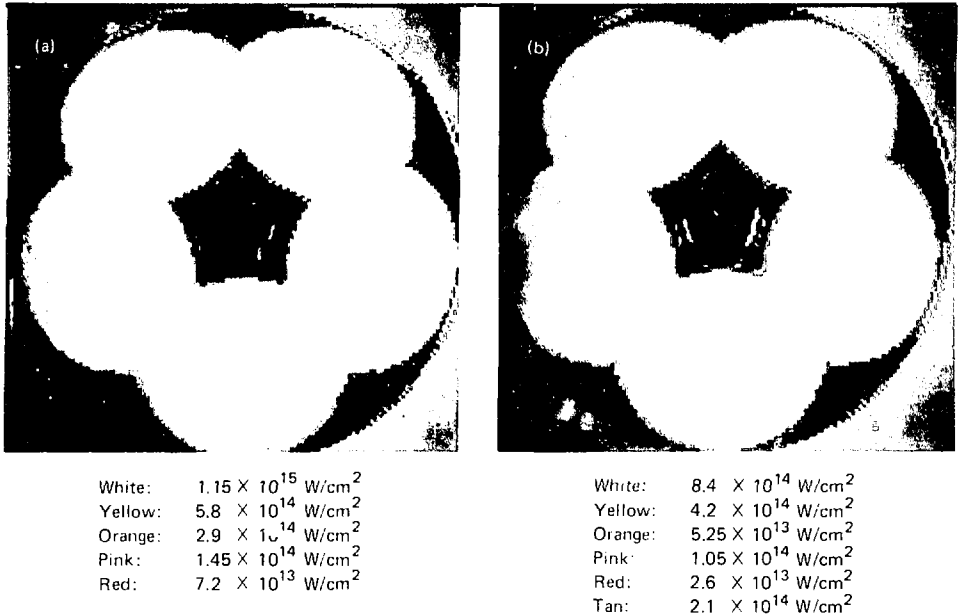 (a)
(b)
White: 1.15 X 10^15 W/cm^2
Yellow: 5.8 X 10^14 W/cm^2
Orange: 2.9 X 10^14 W/cm^2
Pink: 1.45 X 10^14 W/cm^2
Red: 7.2 X 10^13 W/cm^2
White: 8.4 X 10^14 W/cm^2
Yellow: 4.2 X 10^14 W/cm^2
Orange: 5.25 X 10^13 W/cm^2
Pink 1.05 X 10^14 W/cm^2
Red: 2.6 X 10^13 W/cm^2
Tan: 2.1 X 10^14 W/cm^2